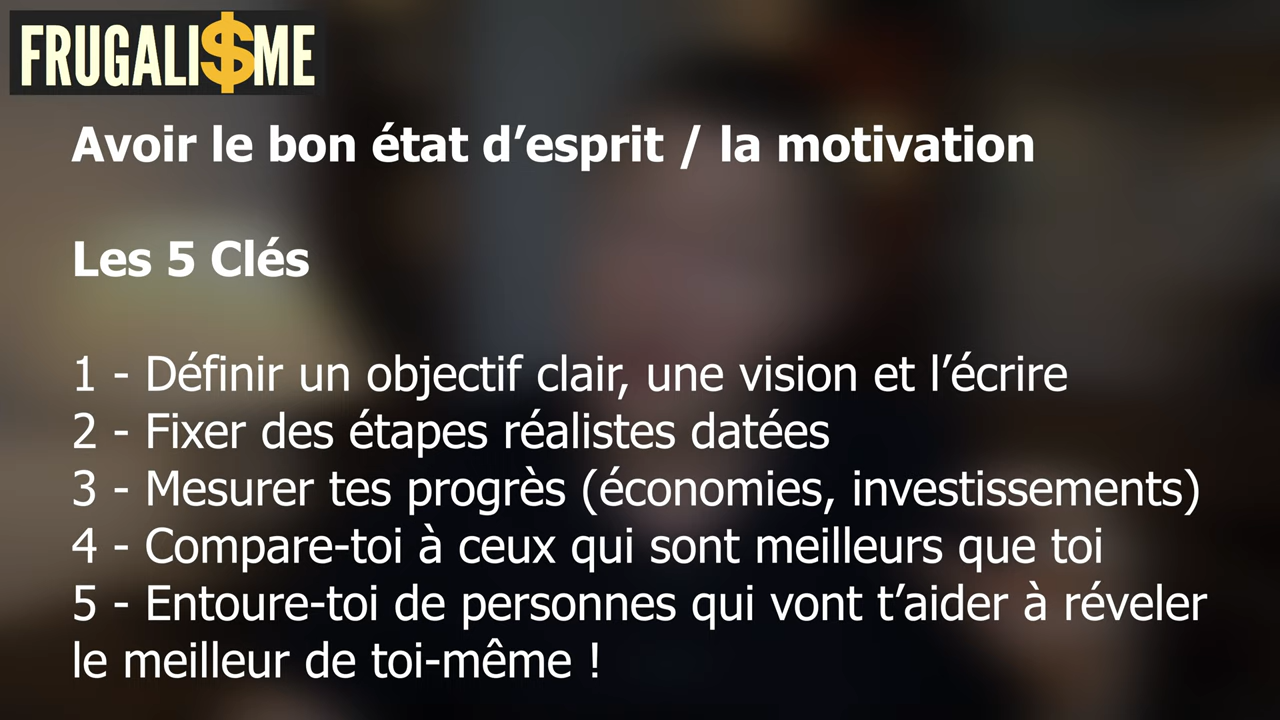 FRUGALI$ME
Avoir le bon état d’esprit / la motivation
Les 5 Clés
1 - Définir un objectif clair, une vision et l’écrire
2 - Fixer des étapes réalistes datées
3 - Mesurer tes progrès (économies, investissements)
4 - Compare-toi à ceux qui sont meilleurs que toi
5 - Entoure-toi de personnes qui vont t’aider à réveler
le meilleur de toi-même !